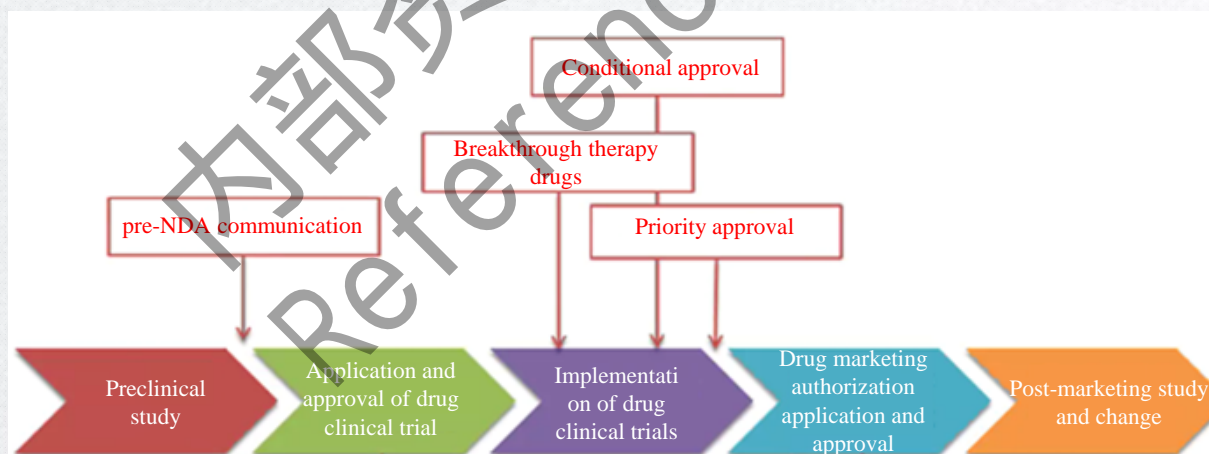 Conditional approval
Breakthrough therapy
drugs
pre-NDA communication
Priority approval
Preclinical
study
Application and
approval of drug
clinical trial
Implementati
on of drug
clinical trials
Drug marketing
authorization
application and
approval
Post-marketing study
and change
内部
Referenc